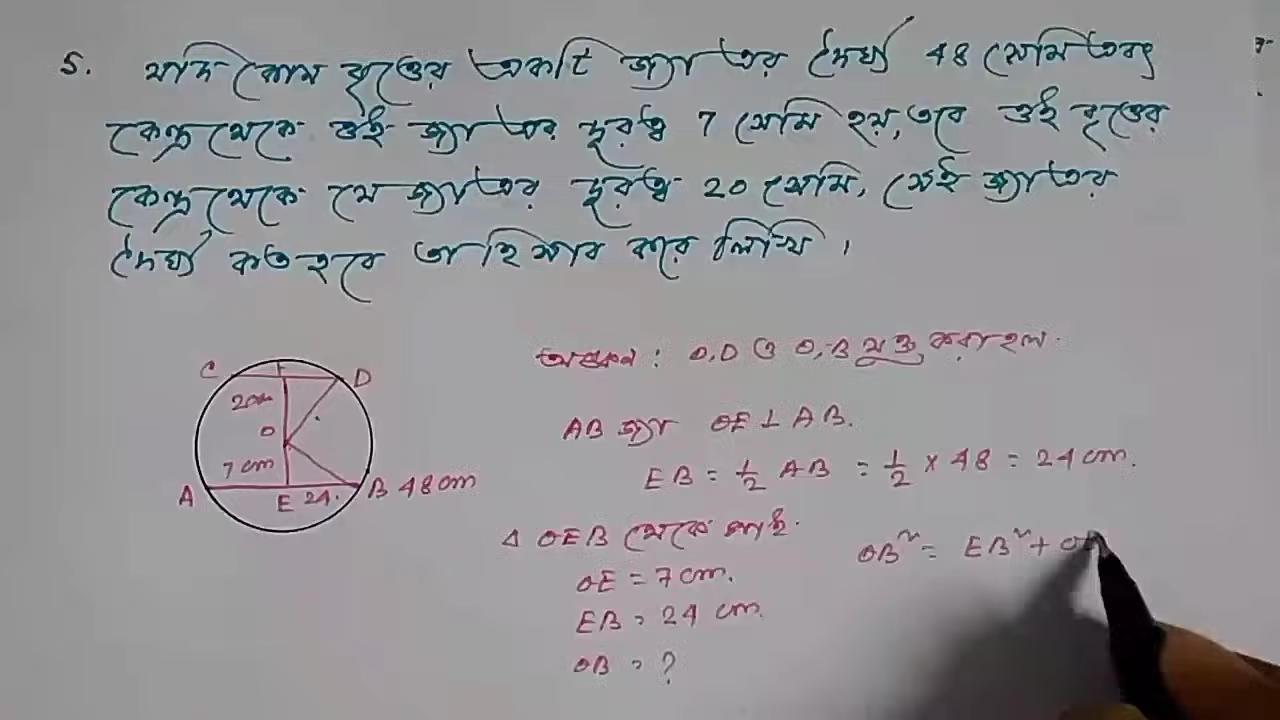 5. যদি কোন বৃত্তের একটি জ্যা এর দৈর্ঘ্য 48 সেমি এবং
কেন্দ্র থেকে ওই জ্যা এর দূরত্ব 7 সেমি হয়, তবে ওই বৃত্তের
কেন্দ্র থেকে যে জ্যা এর দূরত্ব 20 সেমি, সেই জ্যা এর
দৈর্ঘ্য কত হবে তা হিসাব করে লিখি।
অঙ্কন : O,D ও O,B যুক্ত করা হল.
C F D
20cm
O
7 cm
A E 24. B 48 cm
AB জ্যা OE ⊥ AB.
EB = 1/2 AB = 1/2 × 48 = 24 cm.
Δ OEB থেকে পাই.
OE = 7 cm.
EB = 24 cm.
OB = ?
OB² = EB² + OE